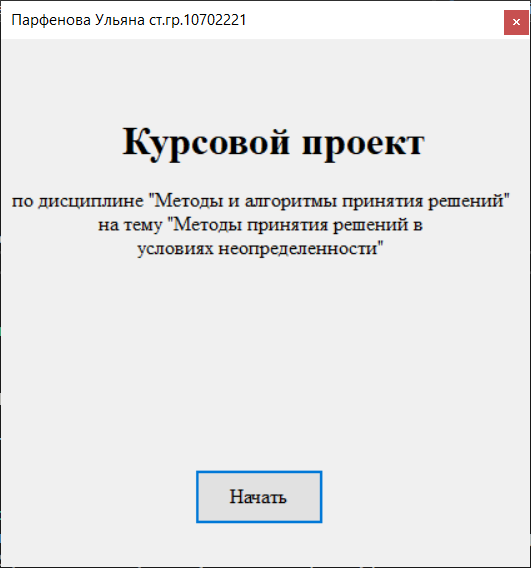 Парфенова Ульяна ст.гр.10702221
Курсовой проект
по дисциплине "Методы и алгоритмы принятия решений"
на тему "Методы принятия решений в
условиях неопределенности"
Начать